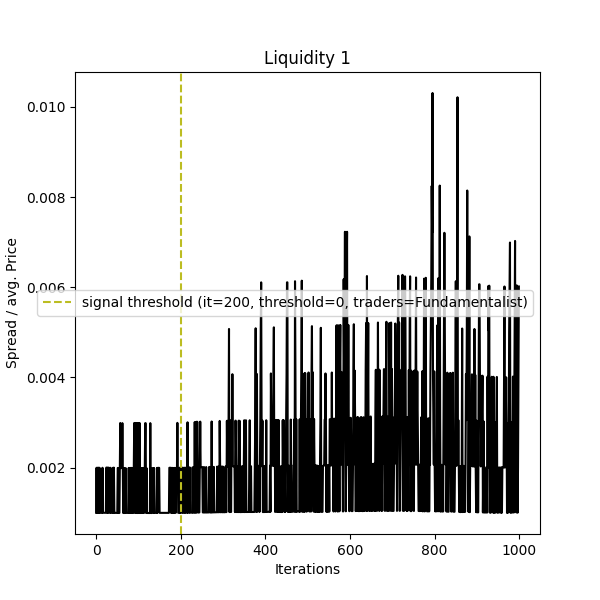 Liquidity 1
Spread / avg. Price
0.010
0.008
0.006
0.004
0.002
signal threshold (it=200, threshold=0, traders=Fundamentalist)
0
200
400
600
800
1000
Iterations